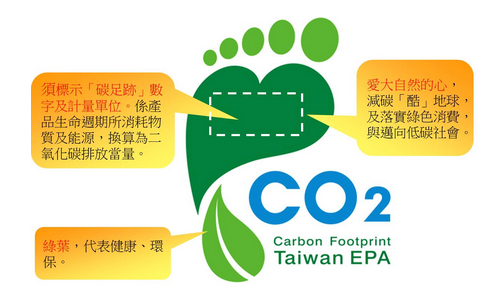 須標示「碳足跡」數
字及計量單位。係產
品生命週期所消耗物
質及能源，換算為二
氧化碳排放當量。
愛大自然的心，
減碳「酷」地球，
及落實綠色消費，
與邁向低碳社會。
綠葉，代表健康、環
保。
CO2
Carbon Footprint
Taiwan EPA